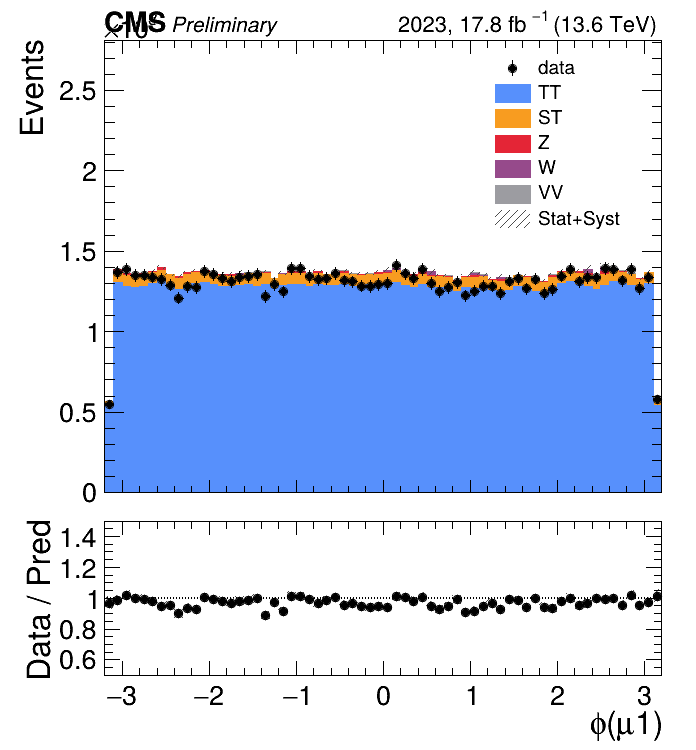 CMS Preliminary 2023, 17.8 fb⁻¹ (13.6 TeV)
Events
2.5
2
1.5
1
0.5
0
data
TT
ST
Z
W
VV
Stat+Syst
Data / Pred
1.4
1.2
1
0.8
0.6
−3 −2 −1 0 1 2 3
ϕ(μ1)